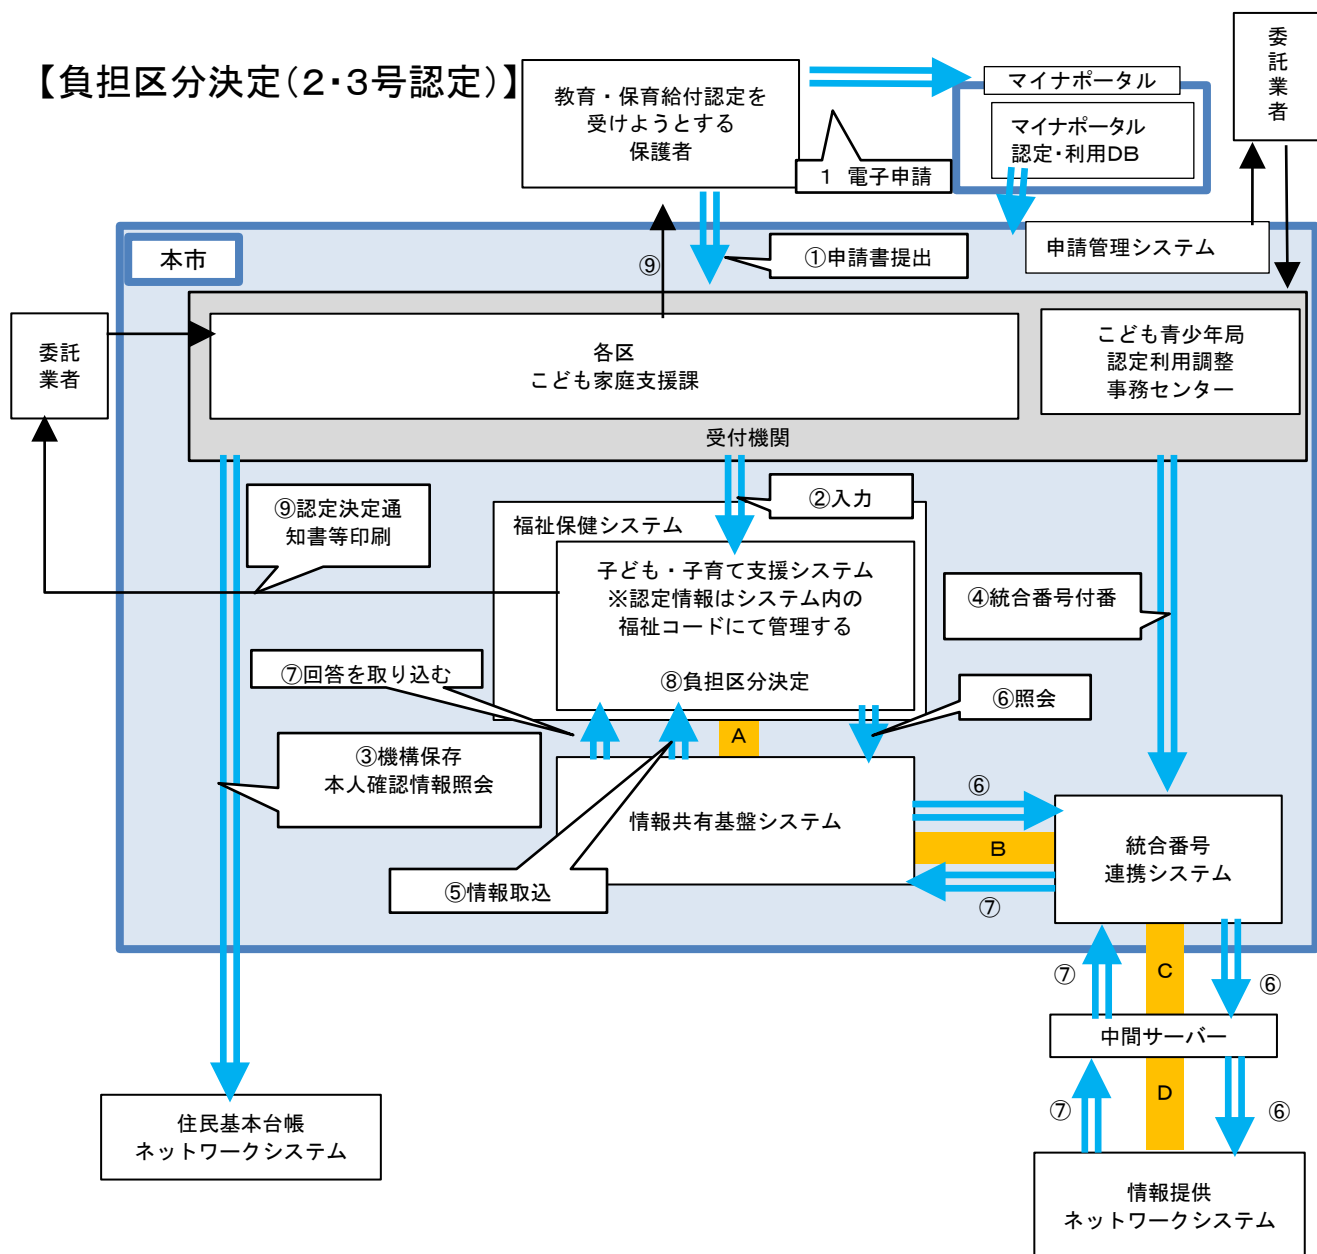 【負担区分決定(2・3号認定)】
教育・保育給付認定を
受けようとする
保護者
1 電子申請
マイナポータル
マイナポータル
認定・利用DB
委託業者
本市
⑨
①申請書提出
申請管理システム
委託
業者
各区
こども家庭支援課
こども青少年局
認定利用調整
事務センター
受付機関
⑨認定決定通
知書等印刷
②入力
福祉保健システム
子ども・子育て支援システム
※認定情報はシステム内の
福祉コードにて管理する
⑧負担区分決定
④統合番号付番
⑦回答を取り込む
⑥照会
A
③機構保存
本人確認情報照会
情報共有基盤システム
⑥
B
⑦
統合番号
連携システム
⑤情報取込
⑦
C
⑥
中間サーバー
⑦
D
⑥
住民基本台帳
ネットワークシステム
情報提供
ネットワークシステム